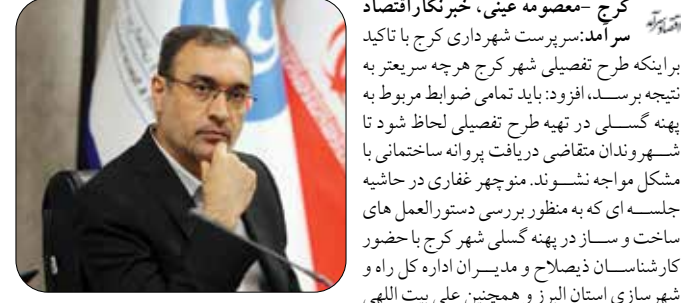 کرج -معصومه عینی، خبرنگار اقتصاد
سرآمد:سرپرست شهرداری کرج با تاکید
براینکه طرح تفصیلی شهر کرج هرچه سریعتر به
نتیجه برسد، افزود: باید تمامی ضوابط مربوط به
پهنه گسلی در تهیه طرح تفصیلی لحاظ شود تا
شهروندان متقاضی دریافت پروانه ساختمانی با
مشکل مواجه نشوند. منوچهر غفاری در حاشیه
جلسه ای که به منظور بررسی دستورالعمل های
ساخت و ساز در پهنه گسلی شهر کرج با حضور
کارشناسان ذیصلاح و مدیران اداره کل راه و
شهرسازی استان البرز و همچنین علی بیت اللهی